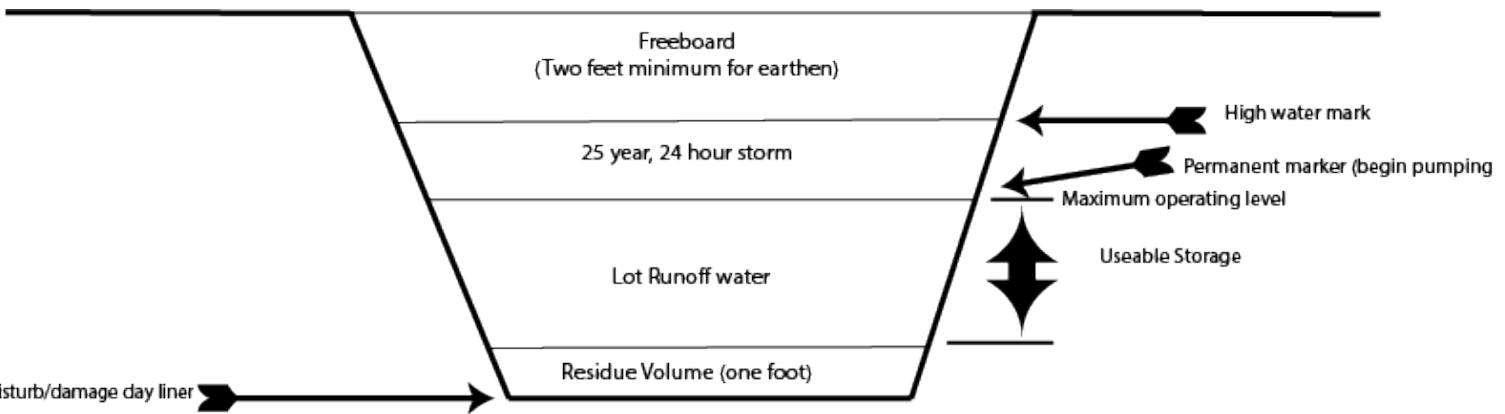 Freeboard
(Two feet minimum for earthen)
High water mark
25 year, 24 hour storm
Permanent marker (begin pumping
Maximum operating level
Useable Storage
Lot Runoff water
Residue Volume (one foot)
isturb/damage day liner